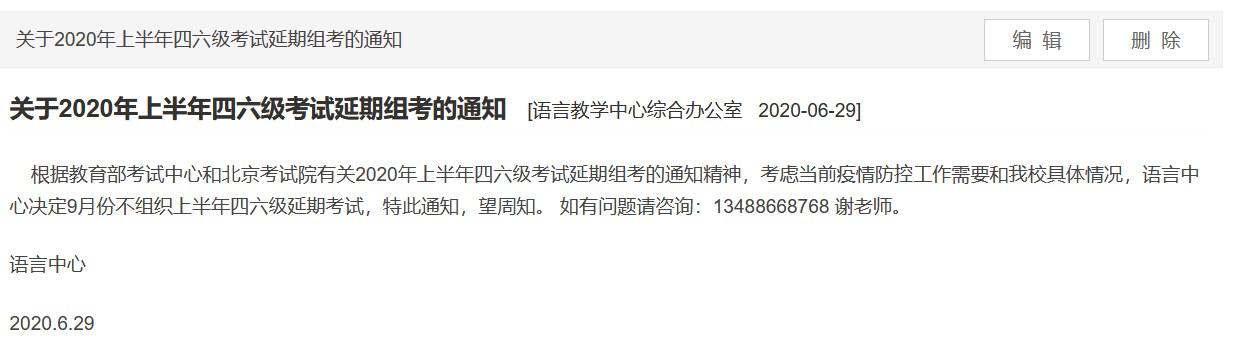 关于2020年上半年四六级考试延期组考的通知
编 辑
删 除
关于2020年上半年四六级考试延期组考的通知 [语言教学中心综合办公室 2020-06-29]
根据教育部考试中心和北京考试院有关2020年上半年四六级考试延期组考的通知精神，考虑当前疫情防控工作需要和我校具体情况，语言中
心决定9月份不组织上半年四六级延期考试，特此通知，望周知。 如有问题请咨询：13488668768 谢老师。
语言中心
2020.6.29